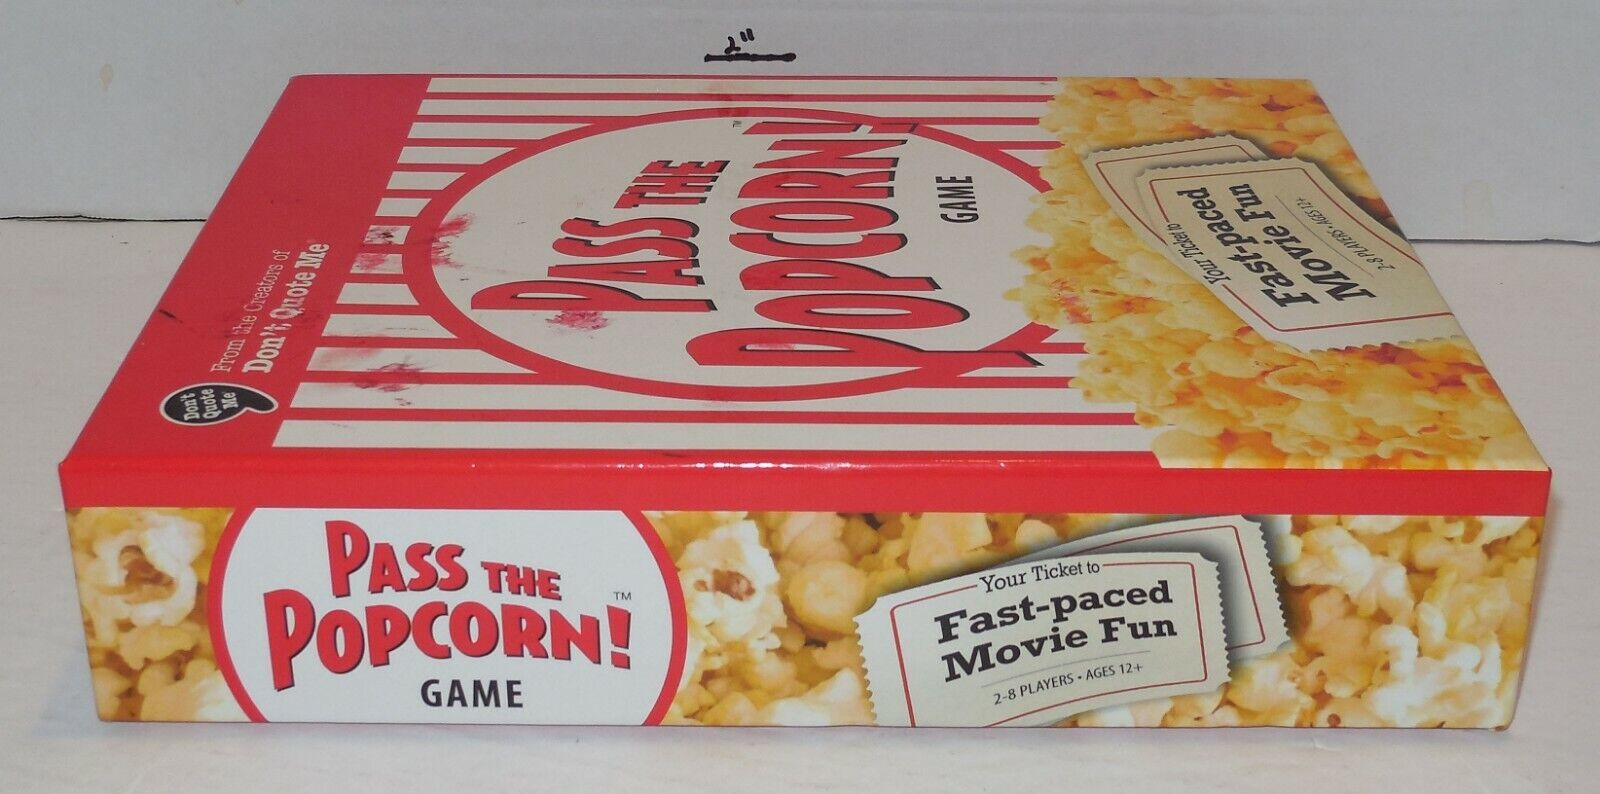 2"
From the Creators of
Don't Quote Me®
Don't
Quote
Me
PASS THE
POPCORN!™
GAME
Your Ticket to
Fast-paced
Movie Fun
2-8 PLAYERS • AGES 12+
PASS THE
POPCORN!™
GAME
Your Ticket to
Fast-paced
Movie Fun
2-8 PLAYERS • AGES 12+